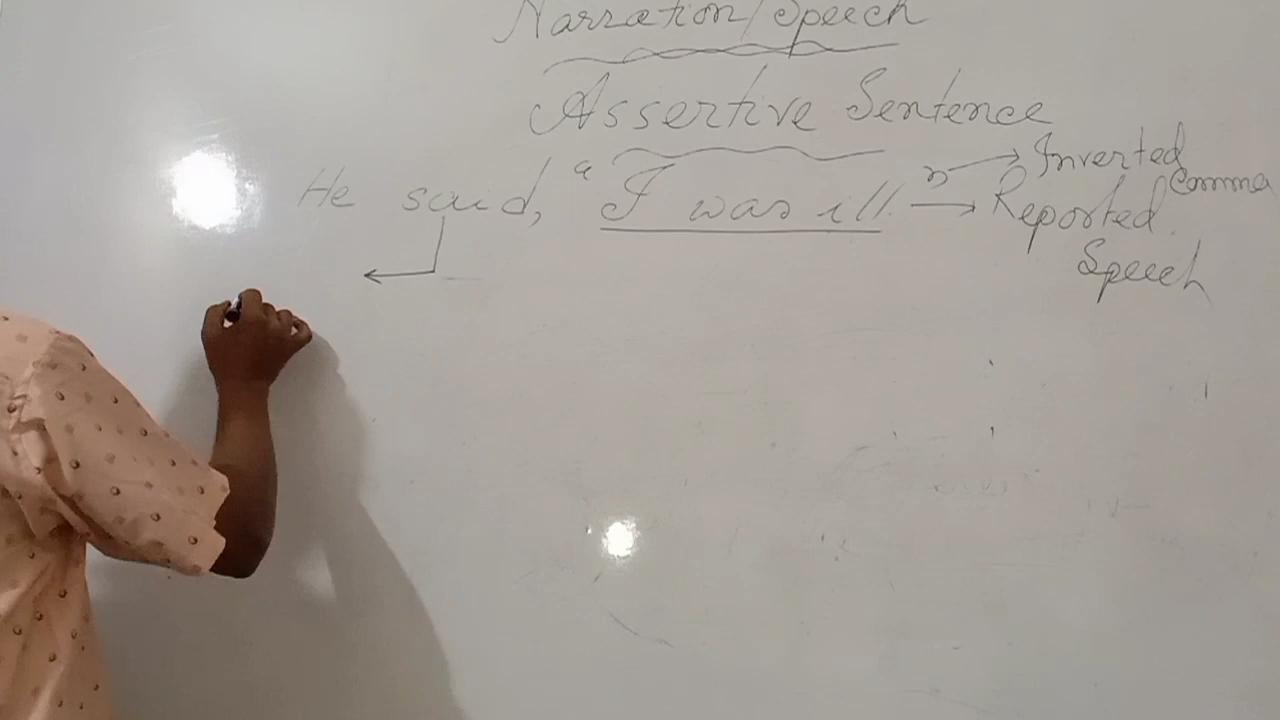 Narration/Speech
Assertive Sentence
He said, "I was ill." → Inverted Comma
→ Reported Speech